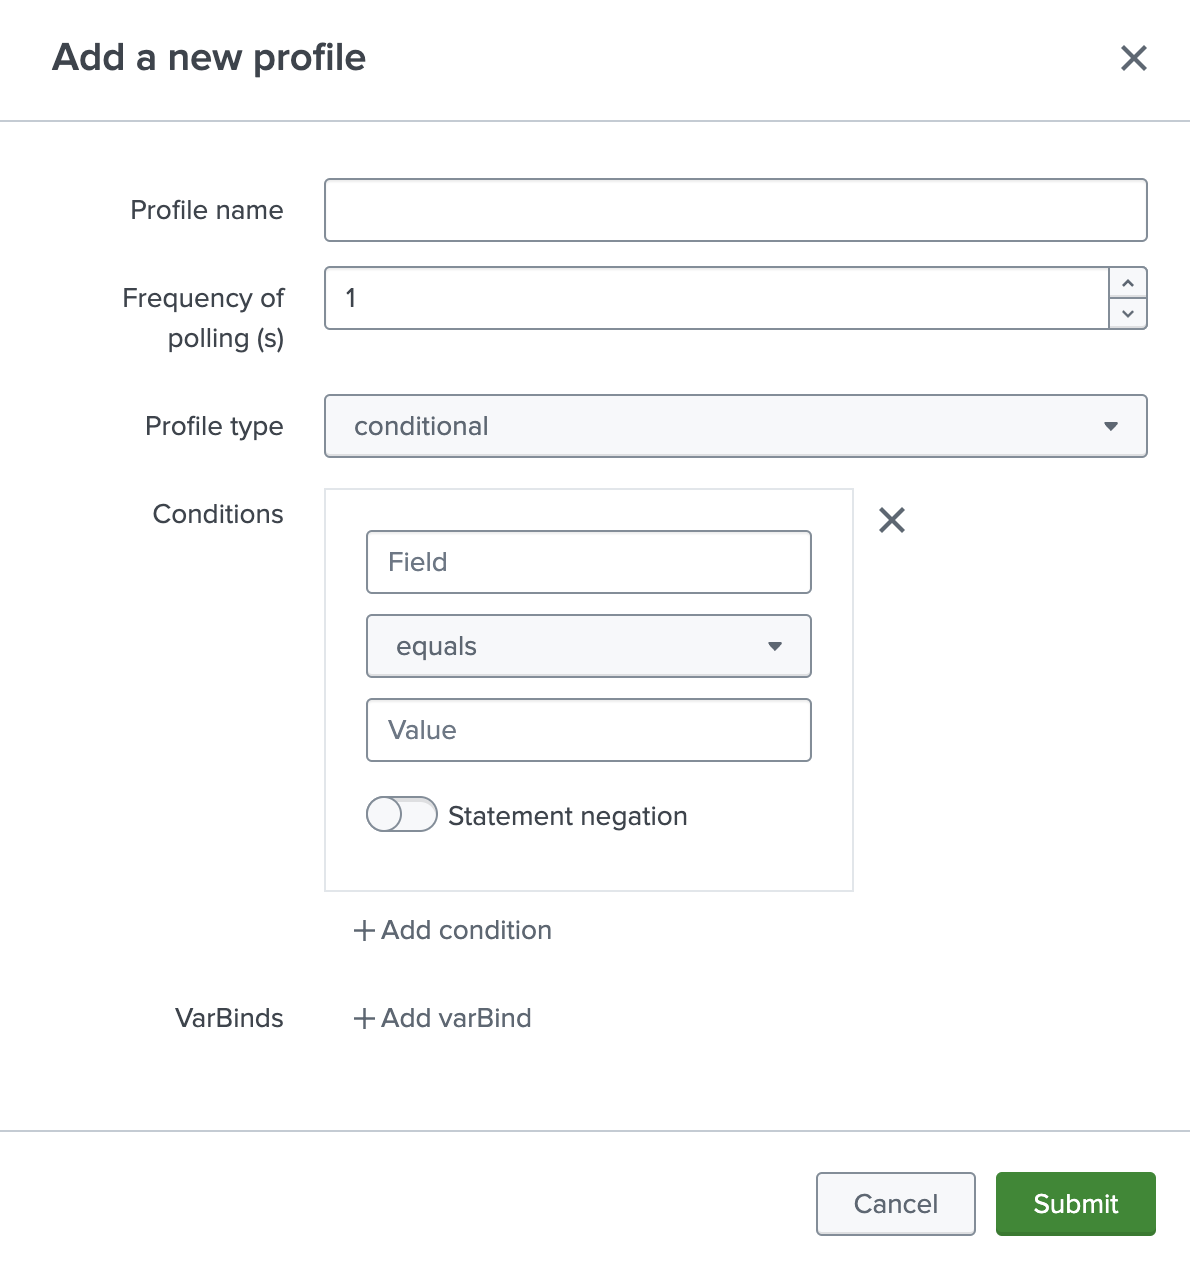 Add a new profile
Profile name
Frequency of
polling (s)
1
Profile type
conditional
Conditions
Field
equals
Value
Statement negation
Add condition
VarBinds
Add varBind
Cancel
Submit